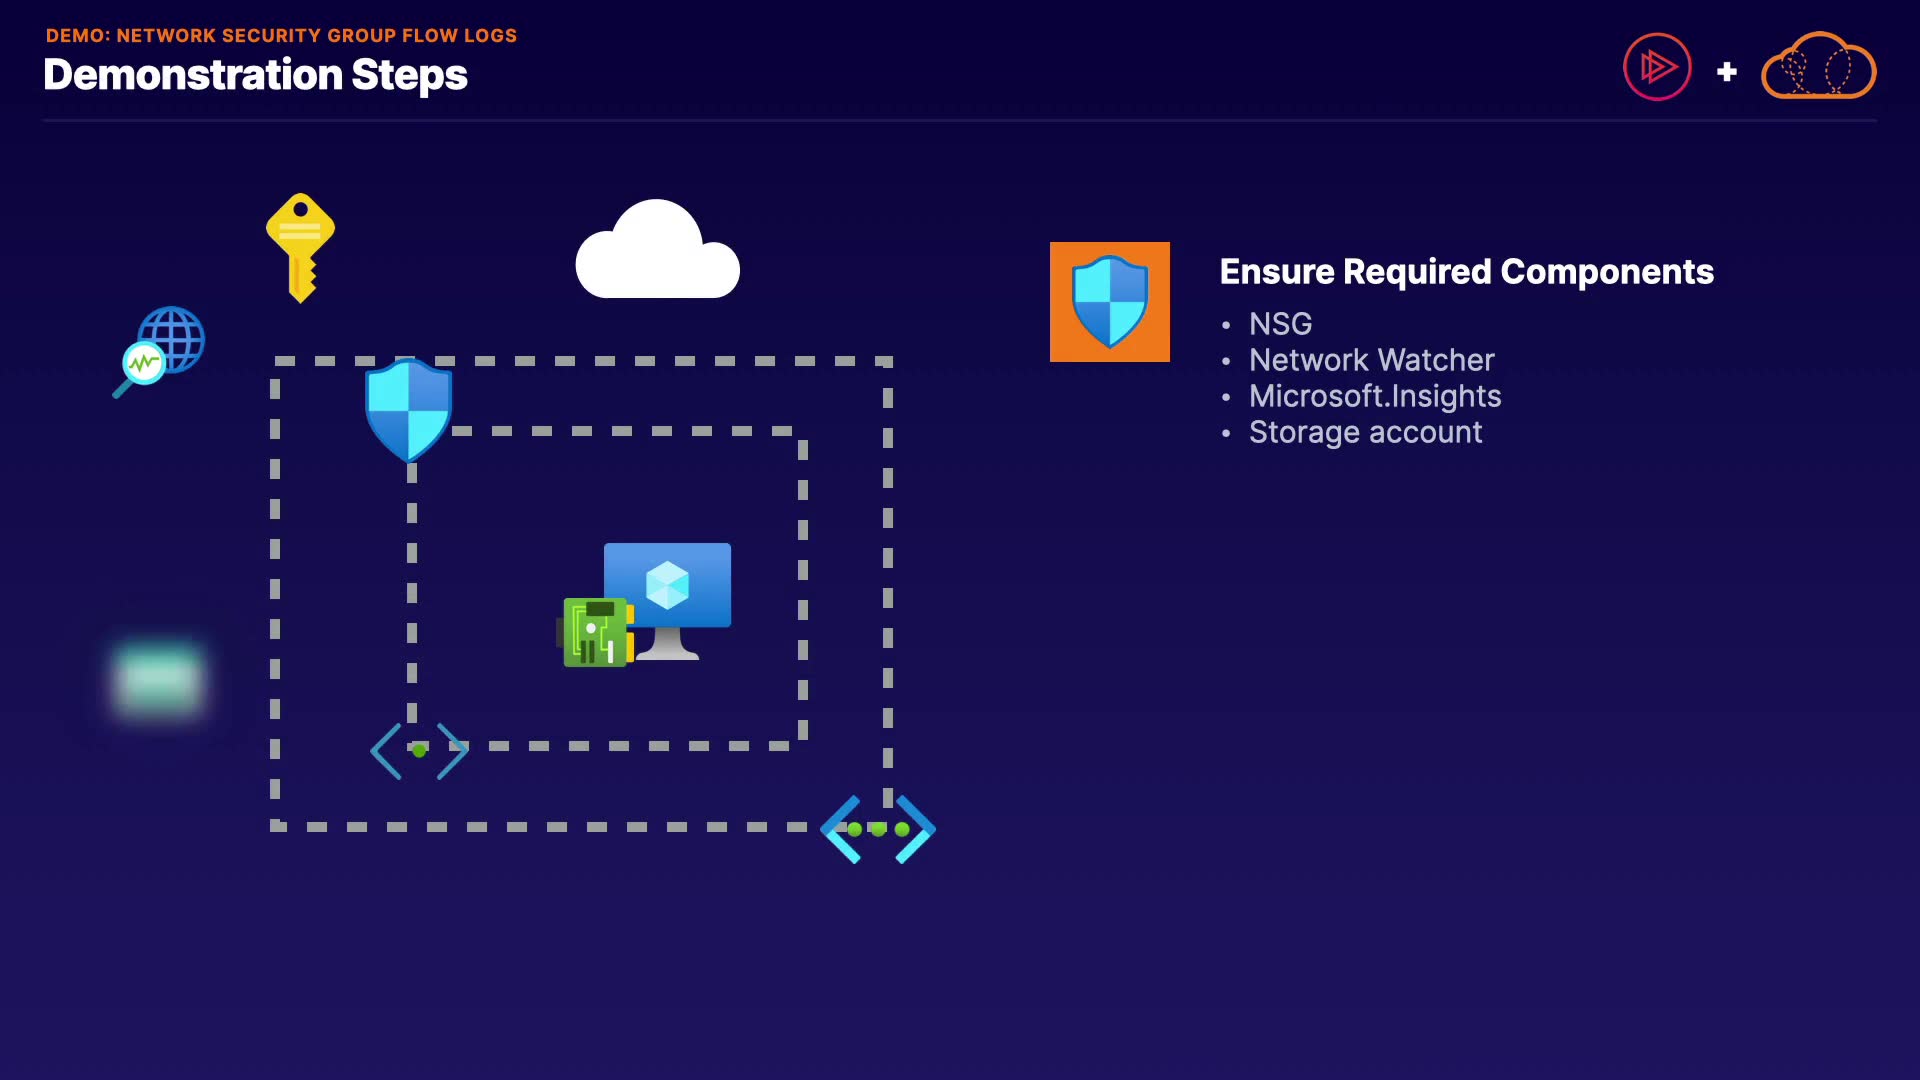 DEMO: NETWORK SECURITY GROUP FLOW LOGS
Demonstration Steps
Ensure Required Components
• NSG
• Network Watcher
• Microsoft.Insights
• Storage account